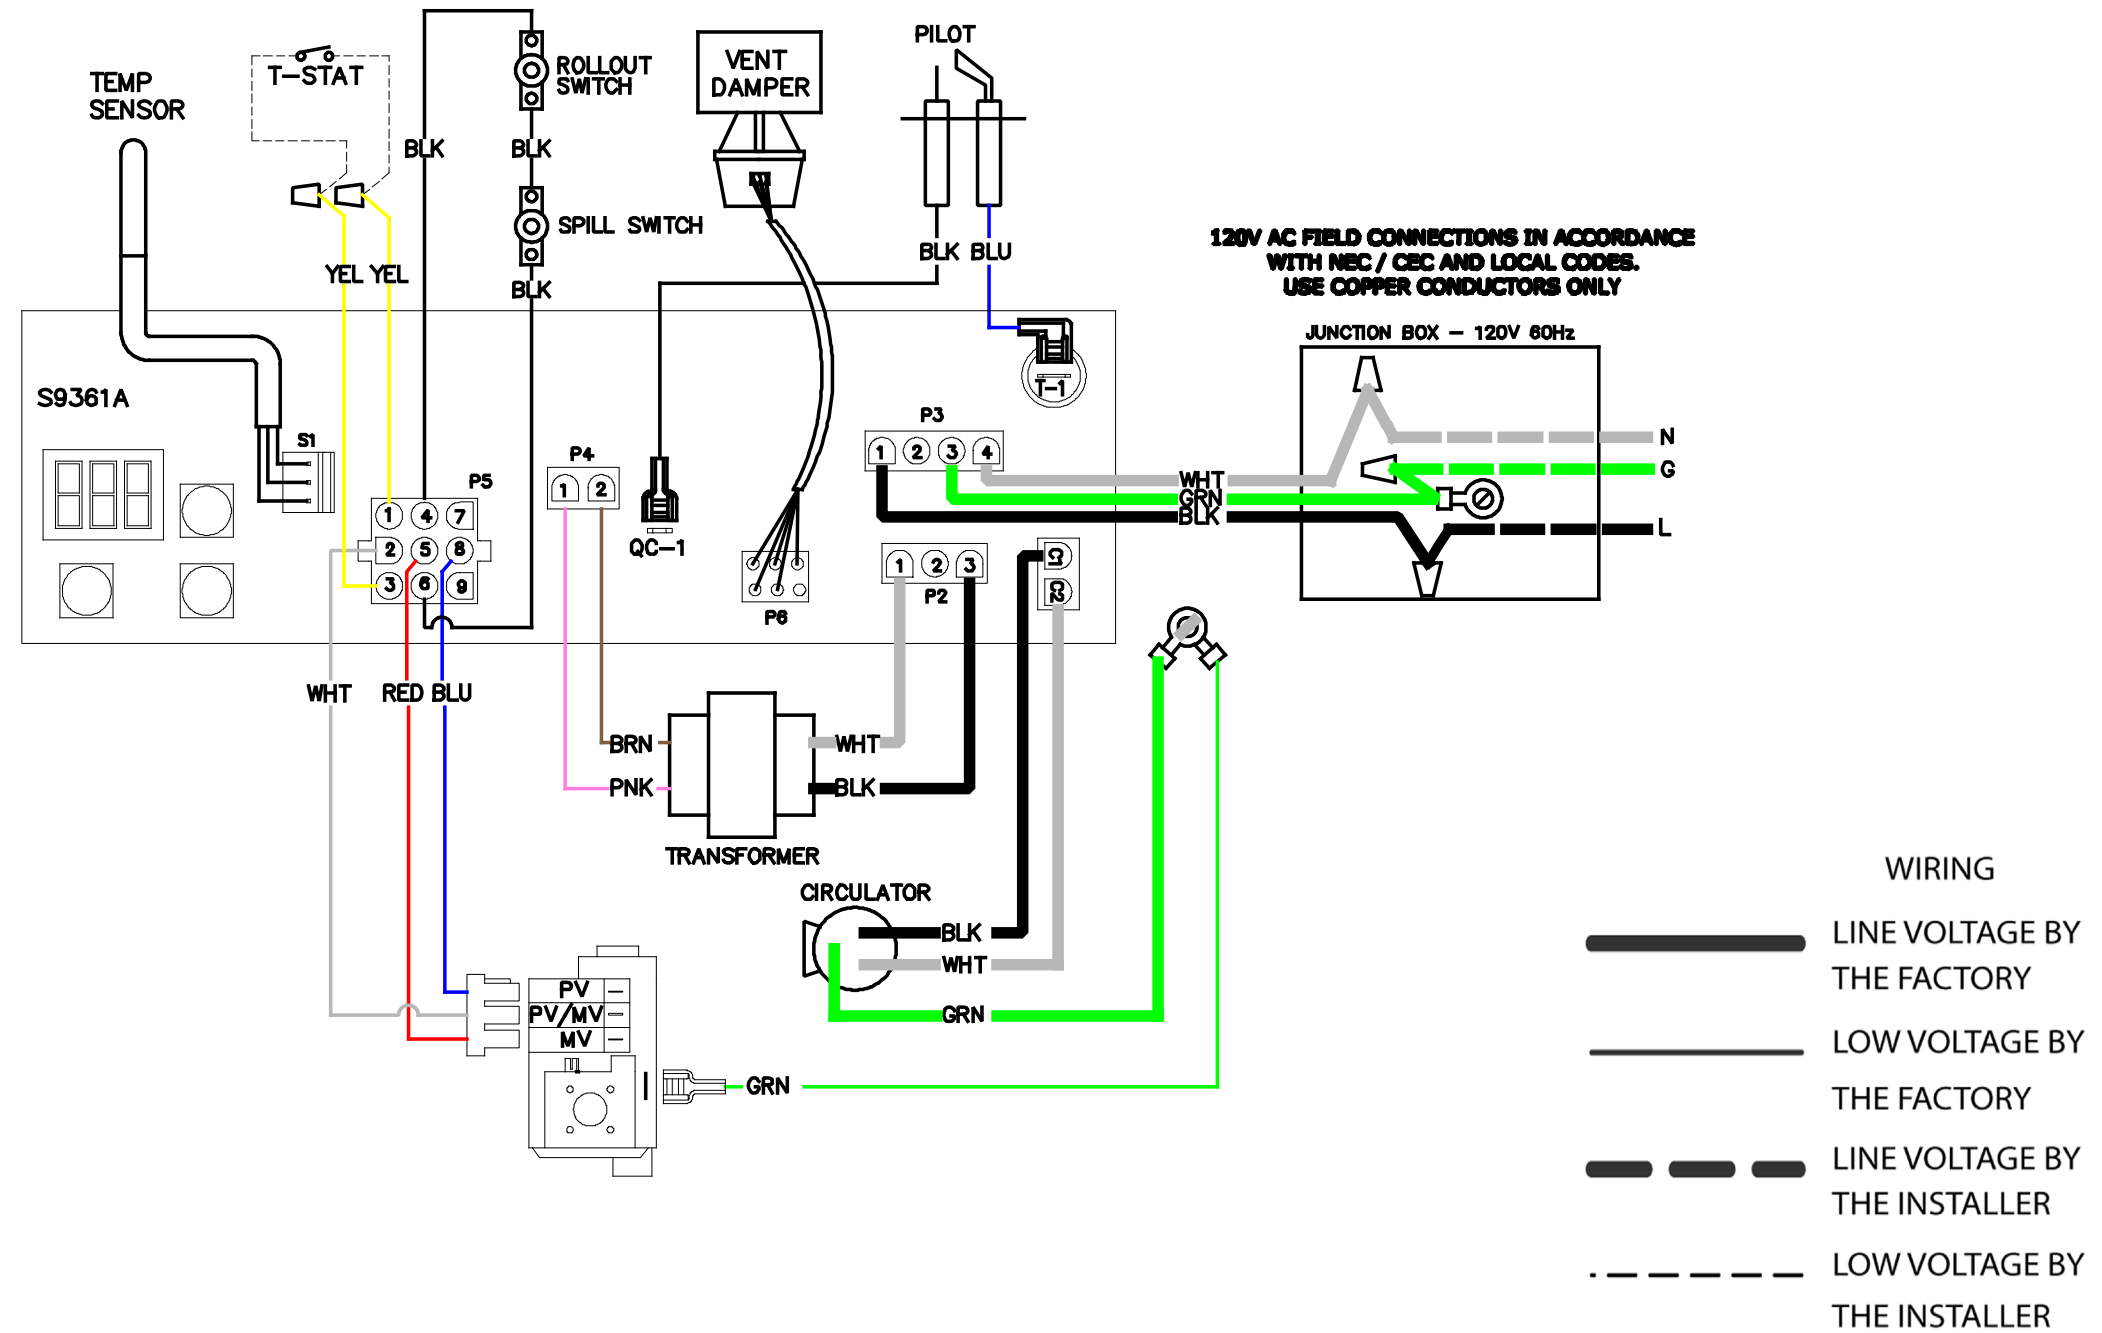 PILOT
VENT
DAMPER
ROLLOUT
SWITCH
T-STAT
TEMP
SENSOR
BLK
BLK
SPILL SWITCH
BLK BLU
120V AC FIELD CONNECTIONS IN ACCORDANCE
WITH NEC / CEC AND LOCAL CODES.
USE COPPER CONDUCTORS ONLY
YEL YEL
BLK
JUNCTION BOX - 120V 60Hz
T-1
S9361A
P3
S1
N
P4
1 2 3 4
G
P5
WHT
1 2
GRN
1 4 7
BLK
L
QC-1
2 5 8
C1
1 2 3
3 6 9
C2
P2
P6
WHT
RED BLU
BRN
WHT
PNK
BLK
TRANSFORMER
WIRING
CIRCULATOR
LINE VOLTAGE BY
THE FACTORY
BLK
WHT
PV
PV/MV
GRN
MV
LOW VOLTAGE BY
THE FACTORY
GRN
LINE VOLTAGE BY
THE INSTALLER
LOW VOLTAGE BY
THE INSTALLER